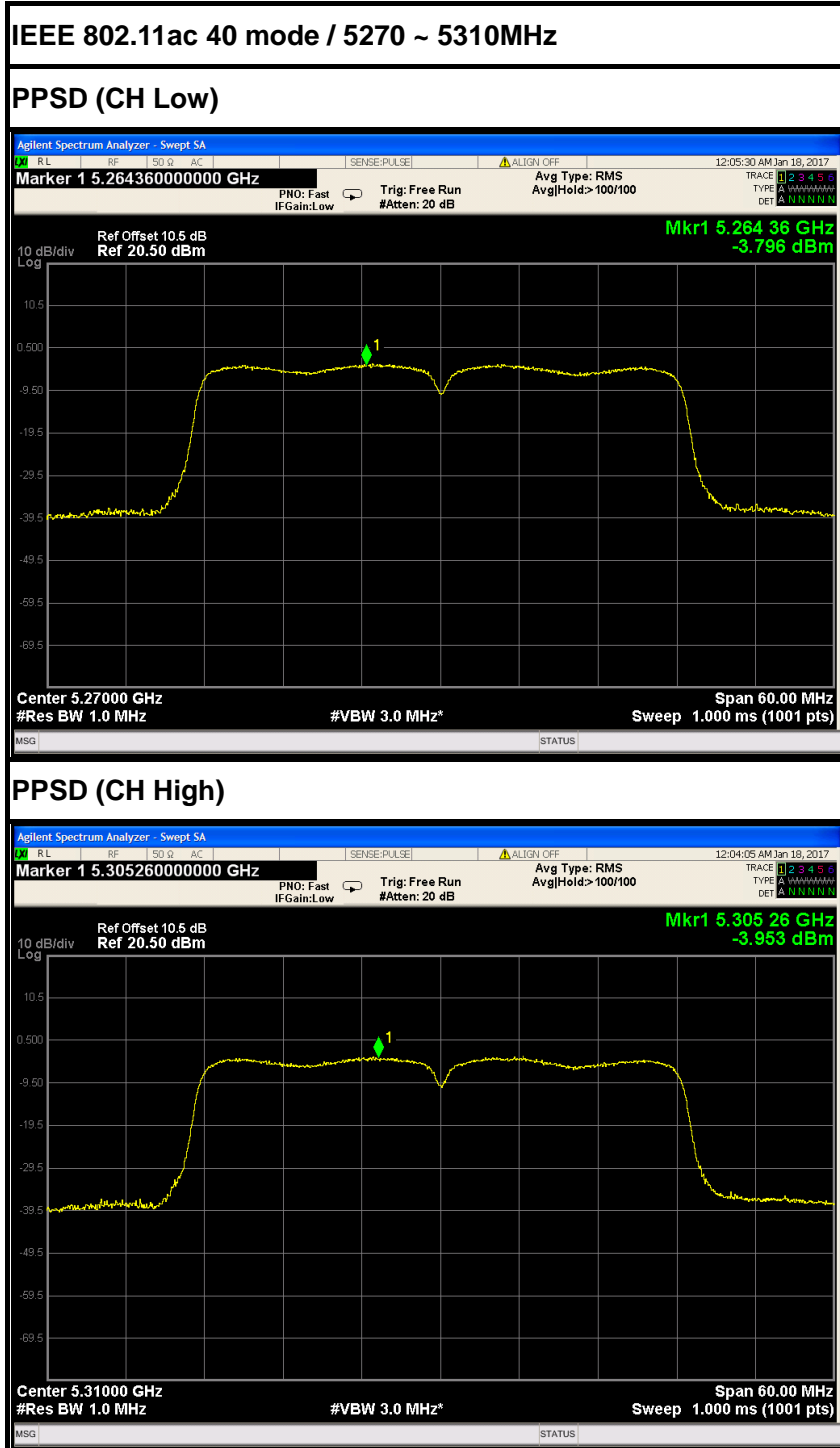 IEEE 802.11ac 40 mode / 5270 ~ 5310MHz
PPSD (CH Low)
Agilent Spectrum Analyzer - Swept SA
LXI RL RF 50 Ω AC SENSE:PULSE ALIGN OFF 12:05:30 AM Jan 18, 2017
Marker 1 5.264360000000 GHz
PNO: Fast Trig: Free Run Avg Type: RMS TRACE 1 2 3 4 5 6
IFGain:Low #Atten: 20 dB Avg|Hold:>100/100 TYPE A WWWWW
DET A N N N N N
Mkr1 5.264 36 GHz
-3.796 dBm
Ref Offset 10.5 dB
10 dB/div Ref 20.50 dBm
Log
1
10.5
0.500
-9.50
-19.5
-29.5
-39.5
-49.5
-59.5
-69.5
Center 5.27000 GHz Span 60.00 MHz
#Res BW 1.0 MHz #VBW 3.0 MHz* Sweep 1.000 ms (1001 pts)
MSG STATUS
PPSD (CH High)
Agilent Spectrum Analyzer - Swept SA
LXI RL RF 50 Ω AC SENSE:PULSE ALIGN OFF 12:04:05 AM Jan 18, 2017
Marker 1 5.305260000000 GHz
PNO: Fast Trig: Free Run Avg Type: RMS TRACE 1 2 3 4 5 6
IFGain:Low #Atten: 20 dB Avg|Hold:>100/100 TYPE A WWWWW
DET A N N N N N
Mkr1 5.305 26 GHz
-3.953 dBm
Ref Offset 10.5 dB
10 dB/div Ref 20.50 dBm
Log
1
10.5
0.500
-9.50
-19.5
-29.5
-39.5
-49.5
-59.5
-69.5
Center 5.31000 GHz Span 60.00 MHz
#Res BW 1.0 MHz #VBW 3.0 MHz* Sweep 1.000 ms (1001 pts)
MSG STATUS